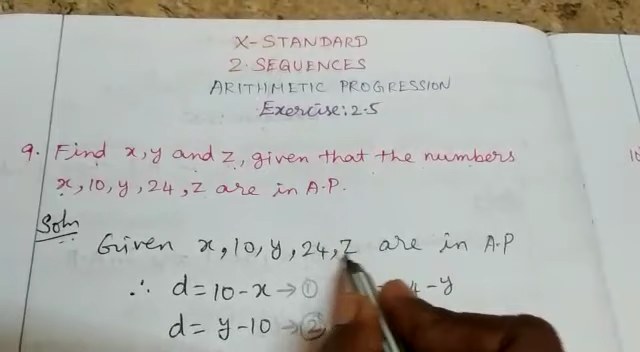 X-STANDARD
2. SEQUENCES
ARITHMETIC PROGRESSION
Exercise: 2.5
9. Find x, y and z, given that the numbers
x, 10, y, 24, z are in A.P.
Soln
Given x, 10, y, 24, z are in A.P
∴ d = 10 - x → ① 4 - y
d = y - 10 → ②